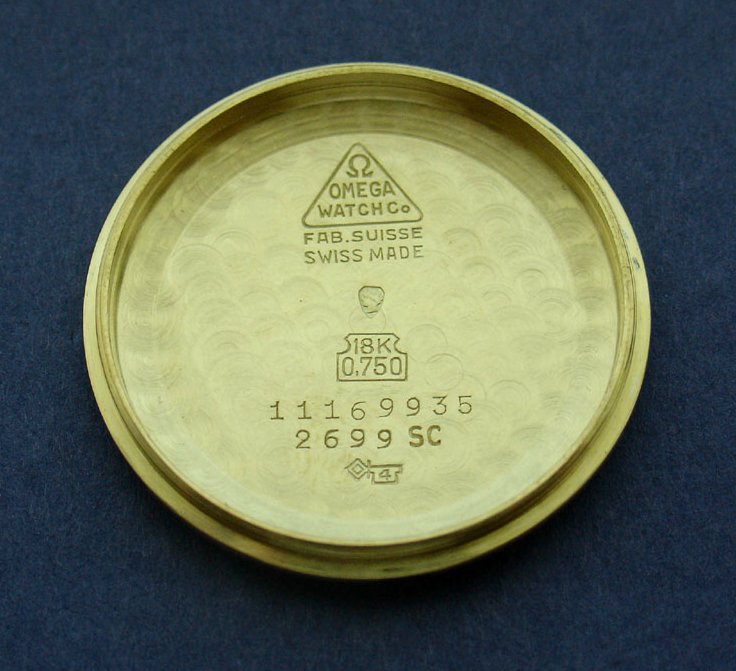 Ω
OMEGA
WATCH Co
FAB. SUISSE
SWISS MADE
18K
0,750
11169935
2699 SC
4